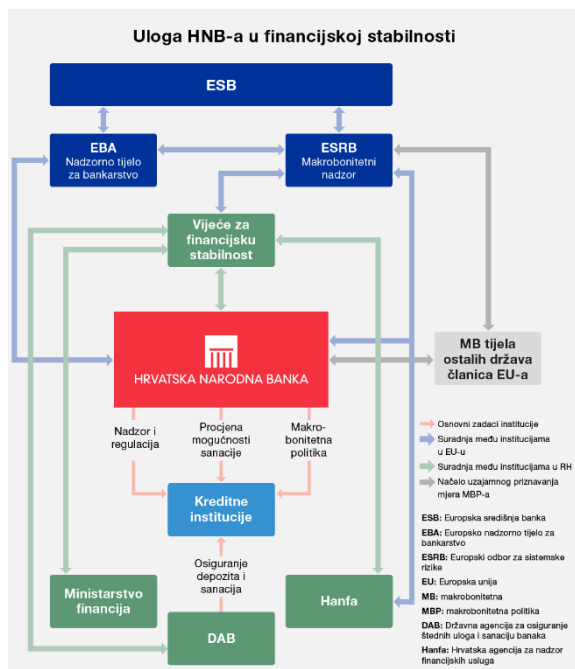 Uloga HNB-a u financijskoj stabilnosti
ESB
EBA
Nadzorno tijelo
za bankarstvo
ESRB
Makrobonitetni
nadzor
Vijeće za
financijsku
stabilnost
HRVATSKA NARODNA BANKA
MB tijela
ostalih država
članica EU-a
Nadzor i
regulacija
Procjena
mogućnosti
sanacije
Makro-
bonitetna
politika
Kreditne
institucije
Osiguranje
depozita i
sanacija
Ministarstvo
financija
DAB
Hanfa
Osnovni zadaci institucije
Suradnja među institucijama
u EU-u
Suradnja među institucijama u RH
Načelo uzajamnog priznavanja
mjera MBP-a
ESB: Europska središnja banka
EBA: Europsko nadzorno tijelo za
bankarstvo
ESRB: Europski odbor za sistemske
rizike
EU: Europska unija
MB: makrobonitetna
MBP: makrobonitetna politika
DAB: Državna agencija za osiguranje
štednih uloga i sanaciju banaka
Hanfa: Hrvatska agencija za nadzor
financijskih usluga